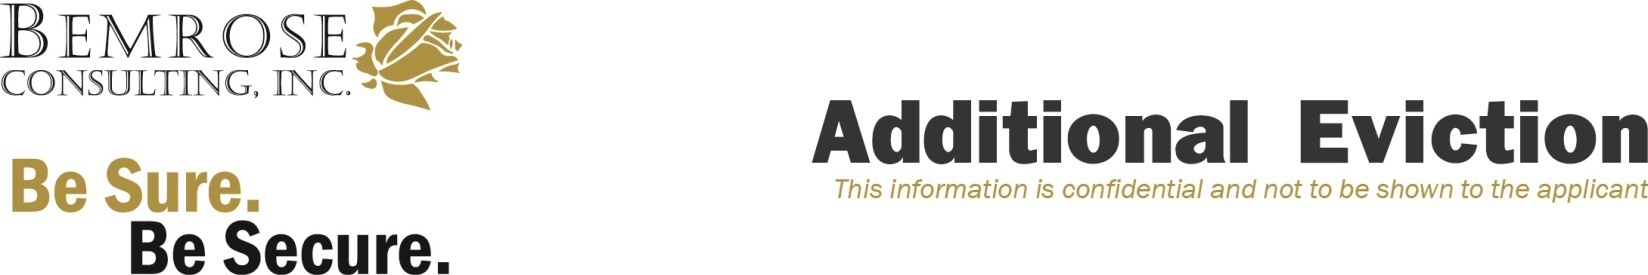 BEMROSE
CONSULTING, INC.
Be Sure.
Be Secure.
Additional Eviction
This information is confidential and not to be shown to the applicant